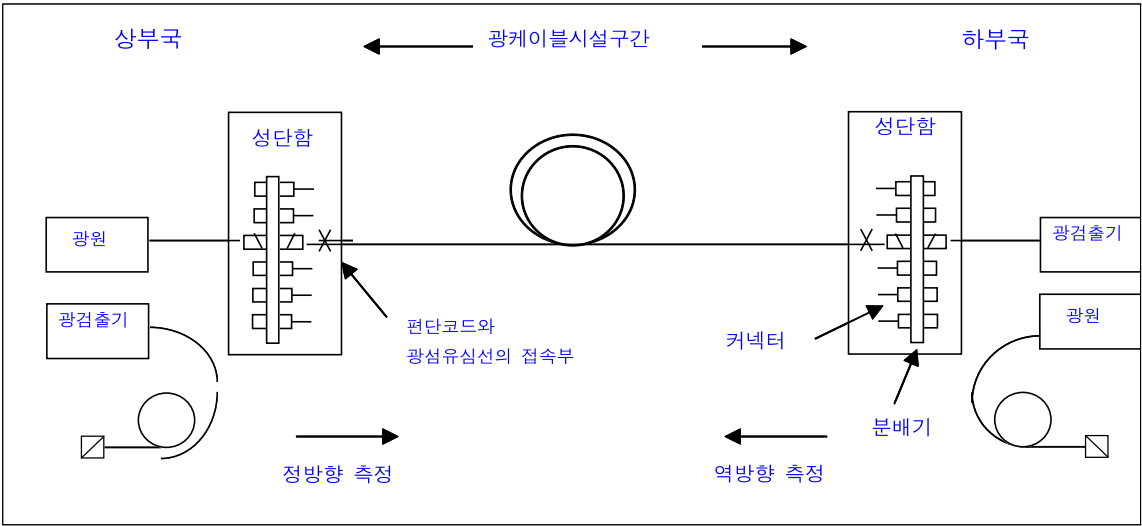 상부국
광케이블시설구간
하부국
성단함
성단함
광원
광검출기
광검출기
광원
편단코드와
광섬유심선의 접속부
커넥터
분배기
정방향 측정
역방향 측정